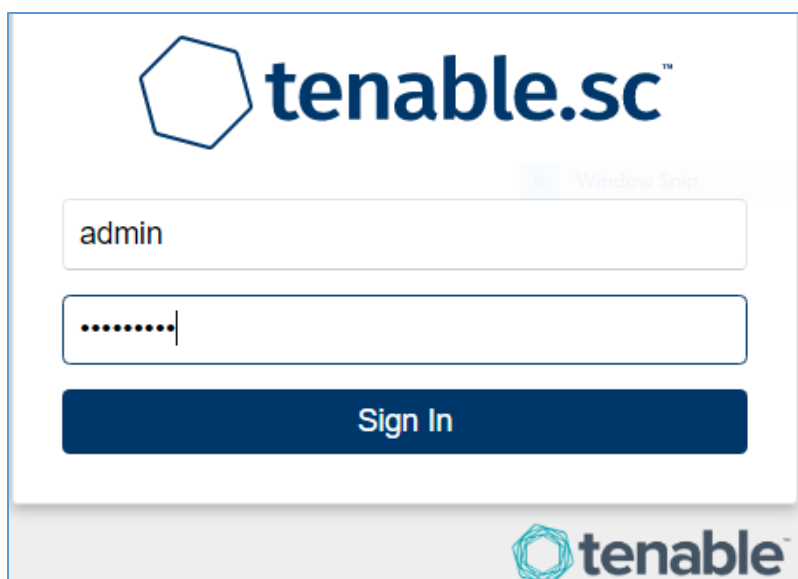 tenable.sc™
Window Snip
admin
•••••••••
Sign In
tenable™